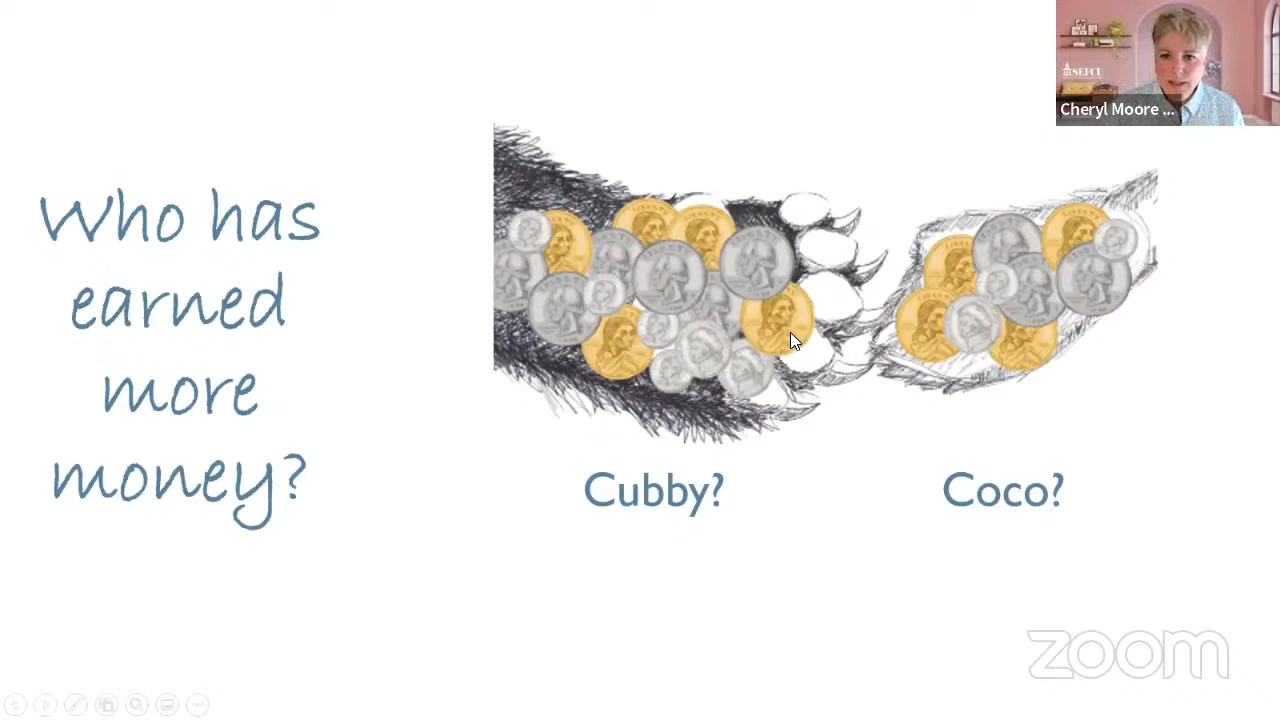 SEFCU
Cheryl Moore ...
Who has
earned
more
money?
Cubby?
Coco?
zoom